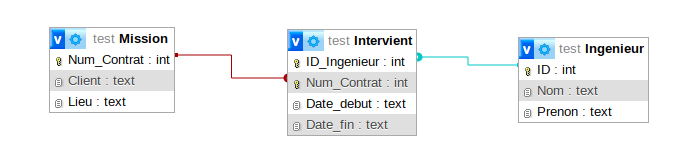 v test Mission
Num_Contrat : int
Client : text
Lieu : text
v test Intervient
ID_Ingenieur : int
Num_Contrat : int
Date_debut : text
Date_fin : text
v test Ingenieur
ID : int
Nom : text
Prenon : text